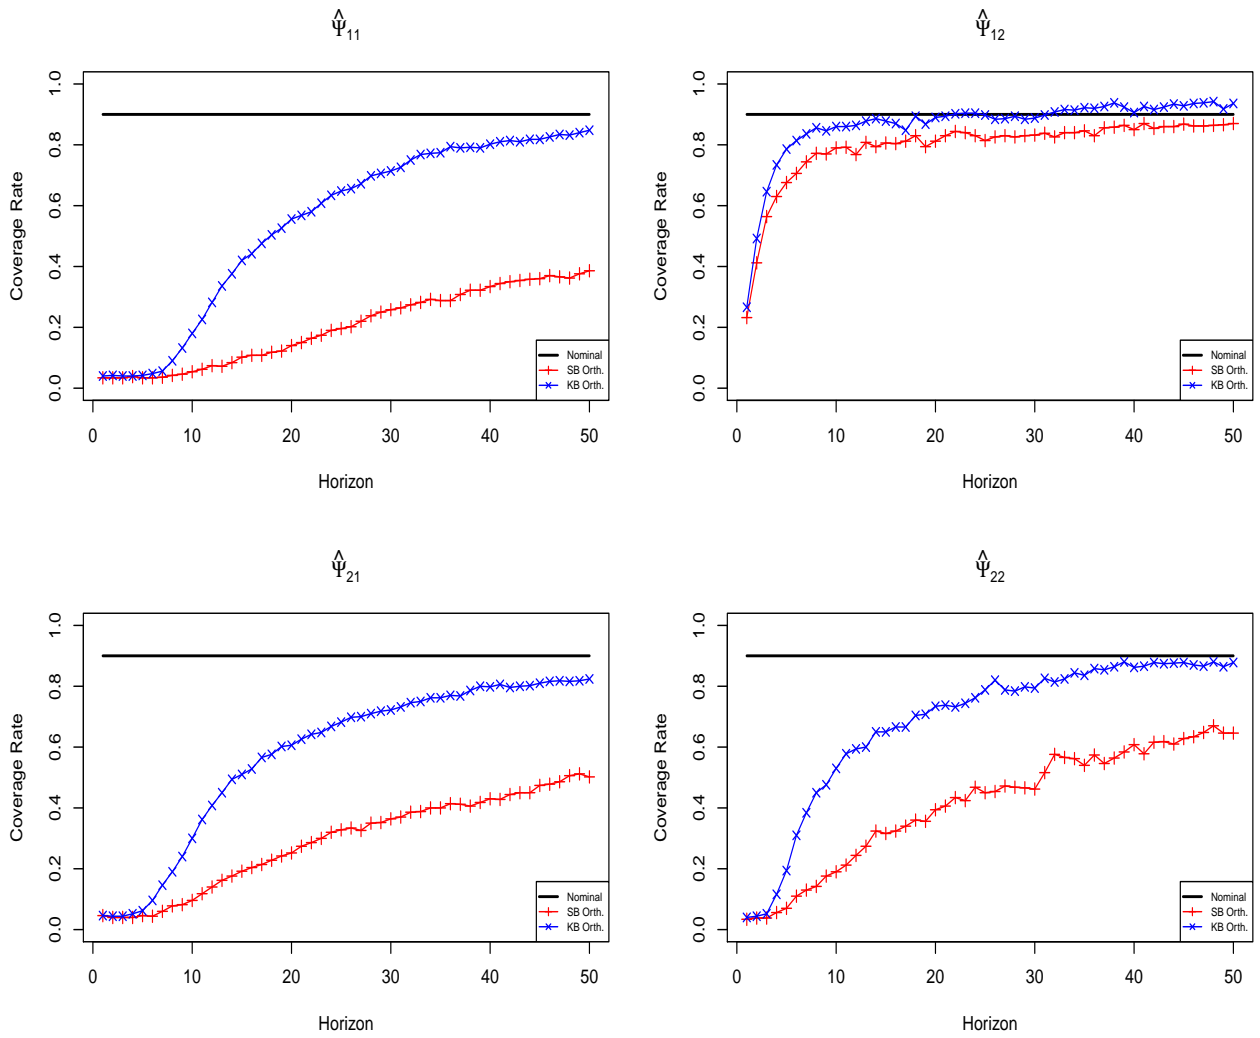 Ψ̂11
Coverage Rate
1.0
0.8
0.6
0.4
0.2
0.0
0 10 20 30 40 50
Horizon
Nominal
SB Orth.
KB Orth.
Ψ̂12
Coverage Rate
1.0
0.8
0.6
0.4
0.2
0.0
0 10 20 30 40 50
Horizon
Nominal
SB Orth.
KB Orth.
Ψ̂21
Coverage Rate
1.0
0.8
0.6
0.4
0.2
0.0
0 10 20 30 40 50
Horizon
Nominal
SB Orth.
KB Orth.
Ψ̂22
Coverage Rate
1.0
0.8
0.6
0.4
0.2
0.0
0 10 20 30 40 50
Horizon
Nominal
SB Orth.
KB Orth.